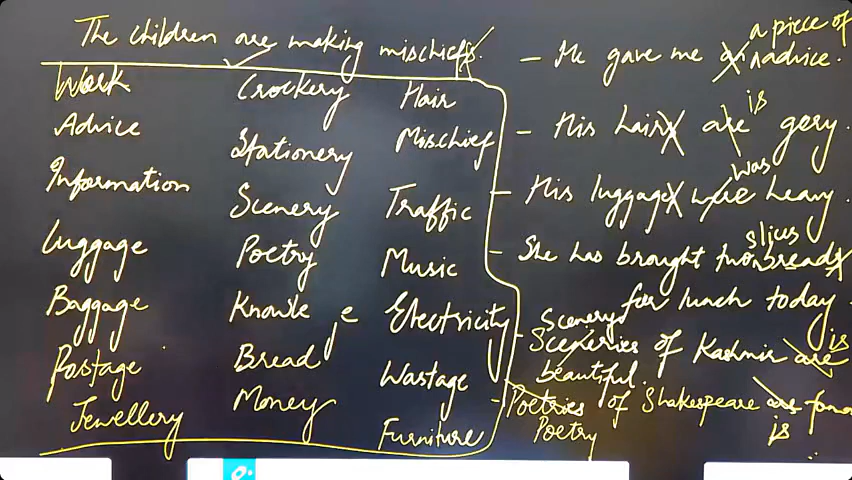 The children are making mischiefs.
Work Crockery Hair
Advice Stationery Mischief
Information Scenery Traffic
Luggage Poetry Music
Baggage Knowle e Electricity
Postage Bread Wastage
Jewellery Money Furniture
a piece of
- He gave me an advice.
is
- His hairs are gery.
was
- His luggages were heavy.
slices
- She has brought two breads
for lunch today.
Scenery is
- Sceneries of Kashmir are
beautiful.
- Poetries of Shakespeare are
Poetry is